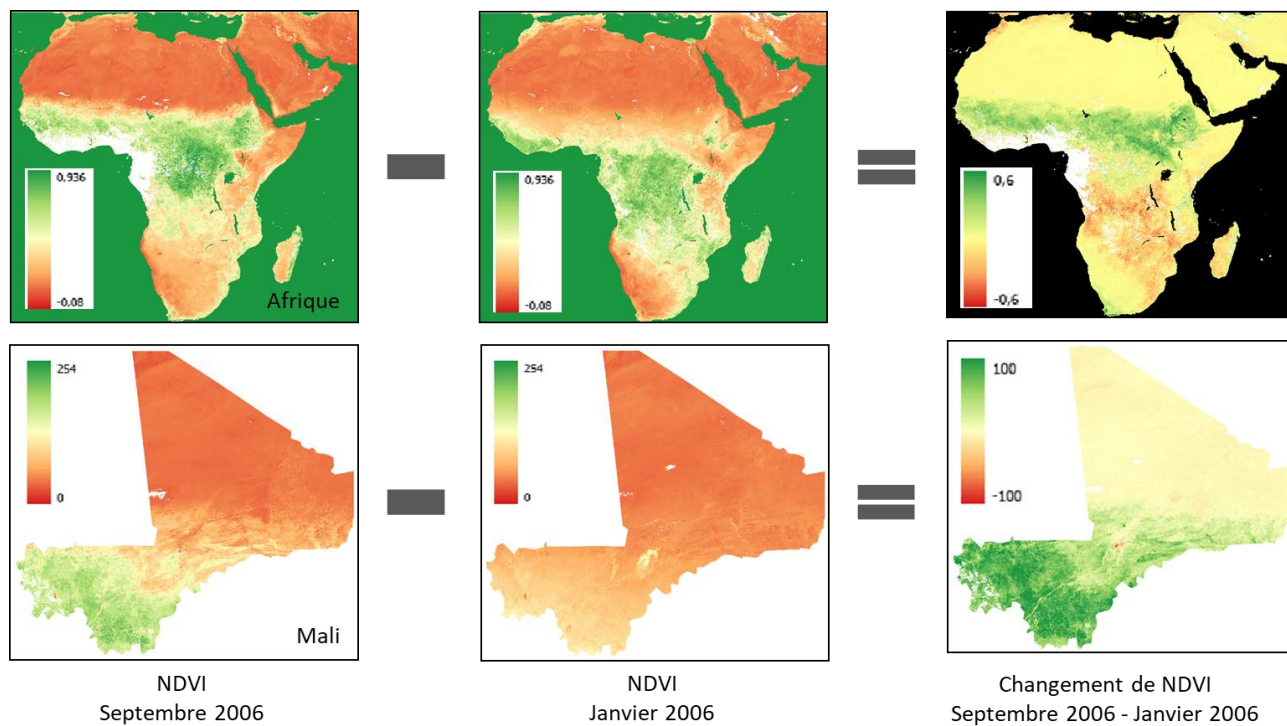 0,936
-0,08
Afrique
0,936
-0,08
0,6
-0,6
254
0
Mali
254
0
100
-100
NDVI
Septembre 2006
NDVI
Janvier 2006
Changement de NDVI
Septembre 2006 - Janvier 2006